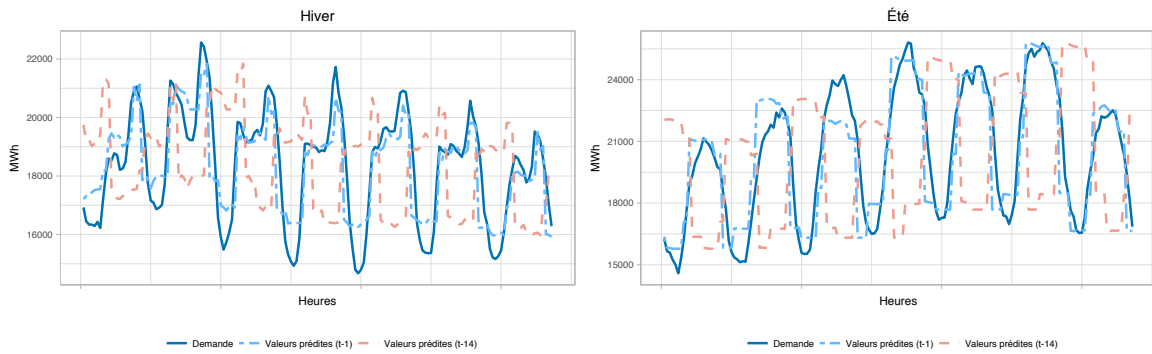 Hiver
MWh
22000
20000
18000
16000
Heures
Demande
Valeurs prédites (t-1)
Valeurs prédites (t-14)
Été
MWh
24000
21000
18000
15000
Heures
Demande
Valeurs prédites (t-1)
Valeurs prédites (t-14)